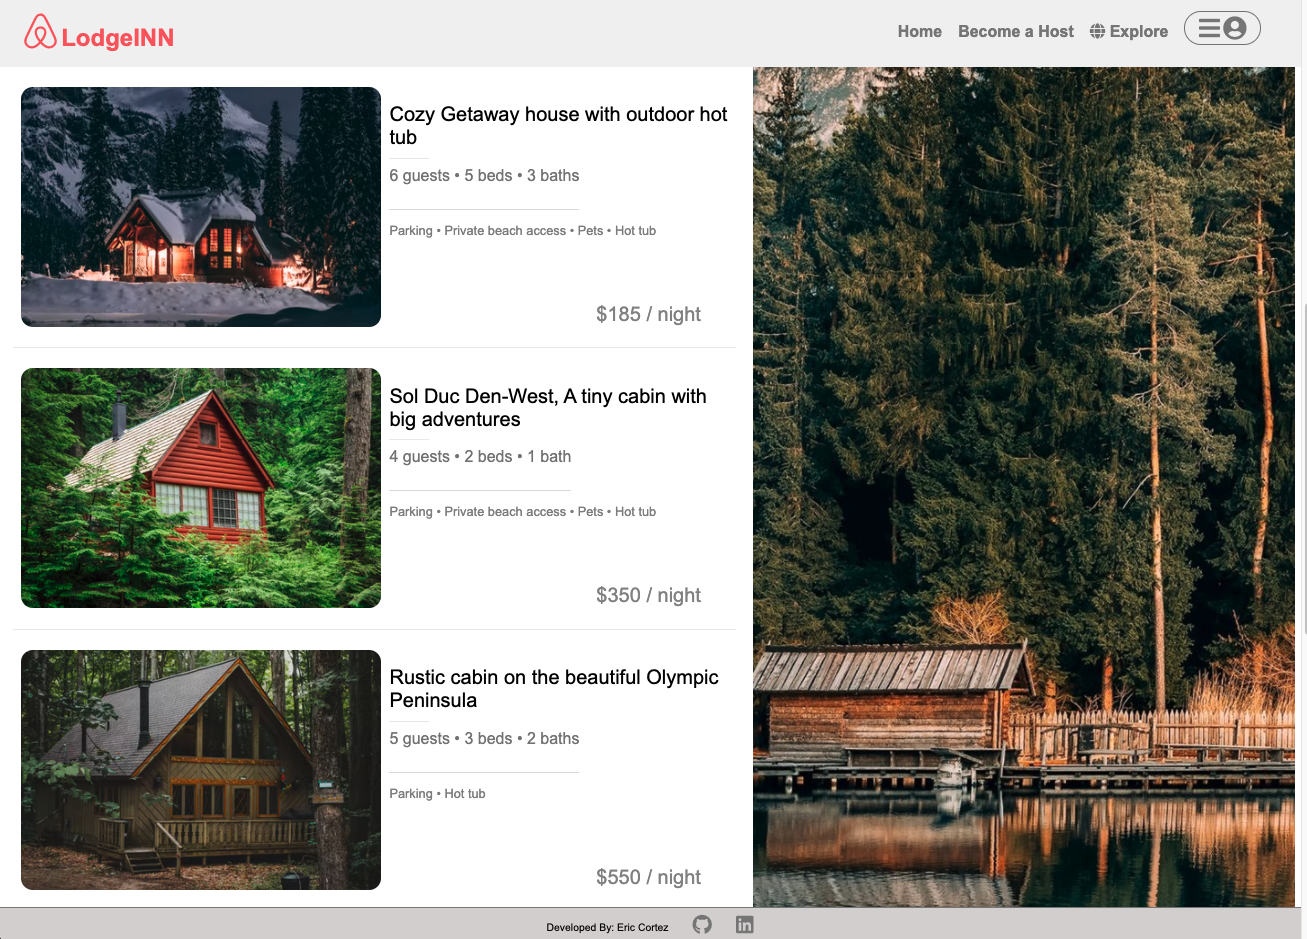 LodgeINN
Home Become a Host Explore
Cozy Getaway house with outdoor hot
tub
6 guests • 5 beds • 3 baths
Parking • Private beach access • Pets • Hot tub
$185 / night
Sol Duc Den-West, A tiny cabin with
big adventures
4 guests • 2 beds • 1 bath
Parking • Private beach access • Pets • Hot tub
$350 / night
Rustic cabin on the beautiful Olympic
Peninsula
5 guests • 3 beds • 2 baths
Parking • Hot tub
$550 / night
Developed By: Eric Cortez
in